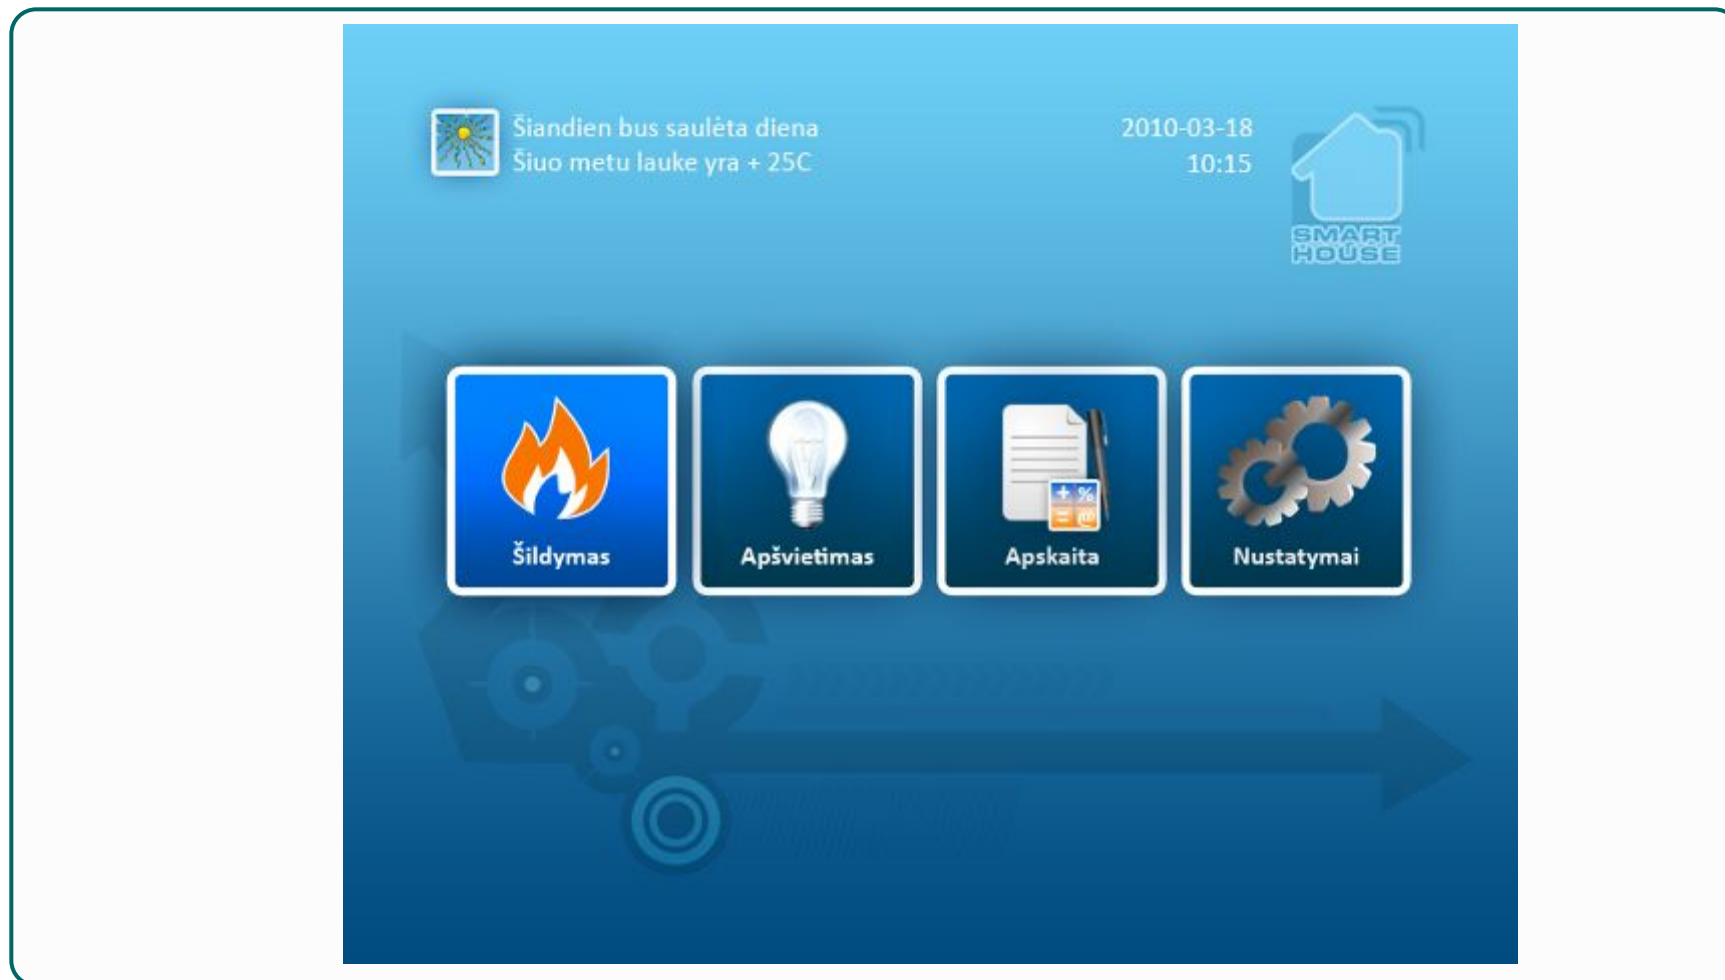 Šiandien bus saulėta diena
Šiuo metu lauke yra + 25C
2010-03-18
10:15
SMART
HOUSE
+ %
= @
Šildymas
Apšvietimas
Apskaita
Nustatymai